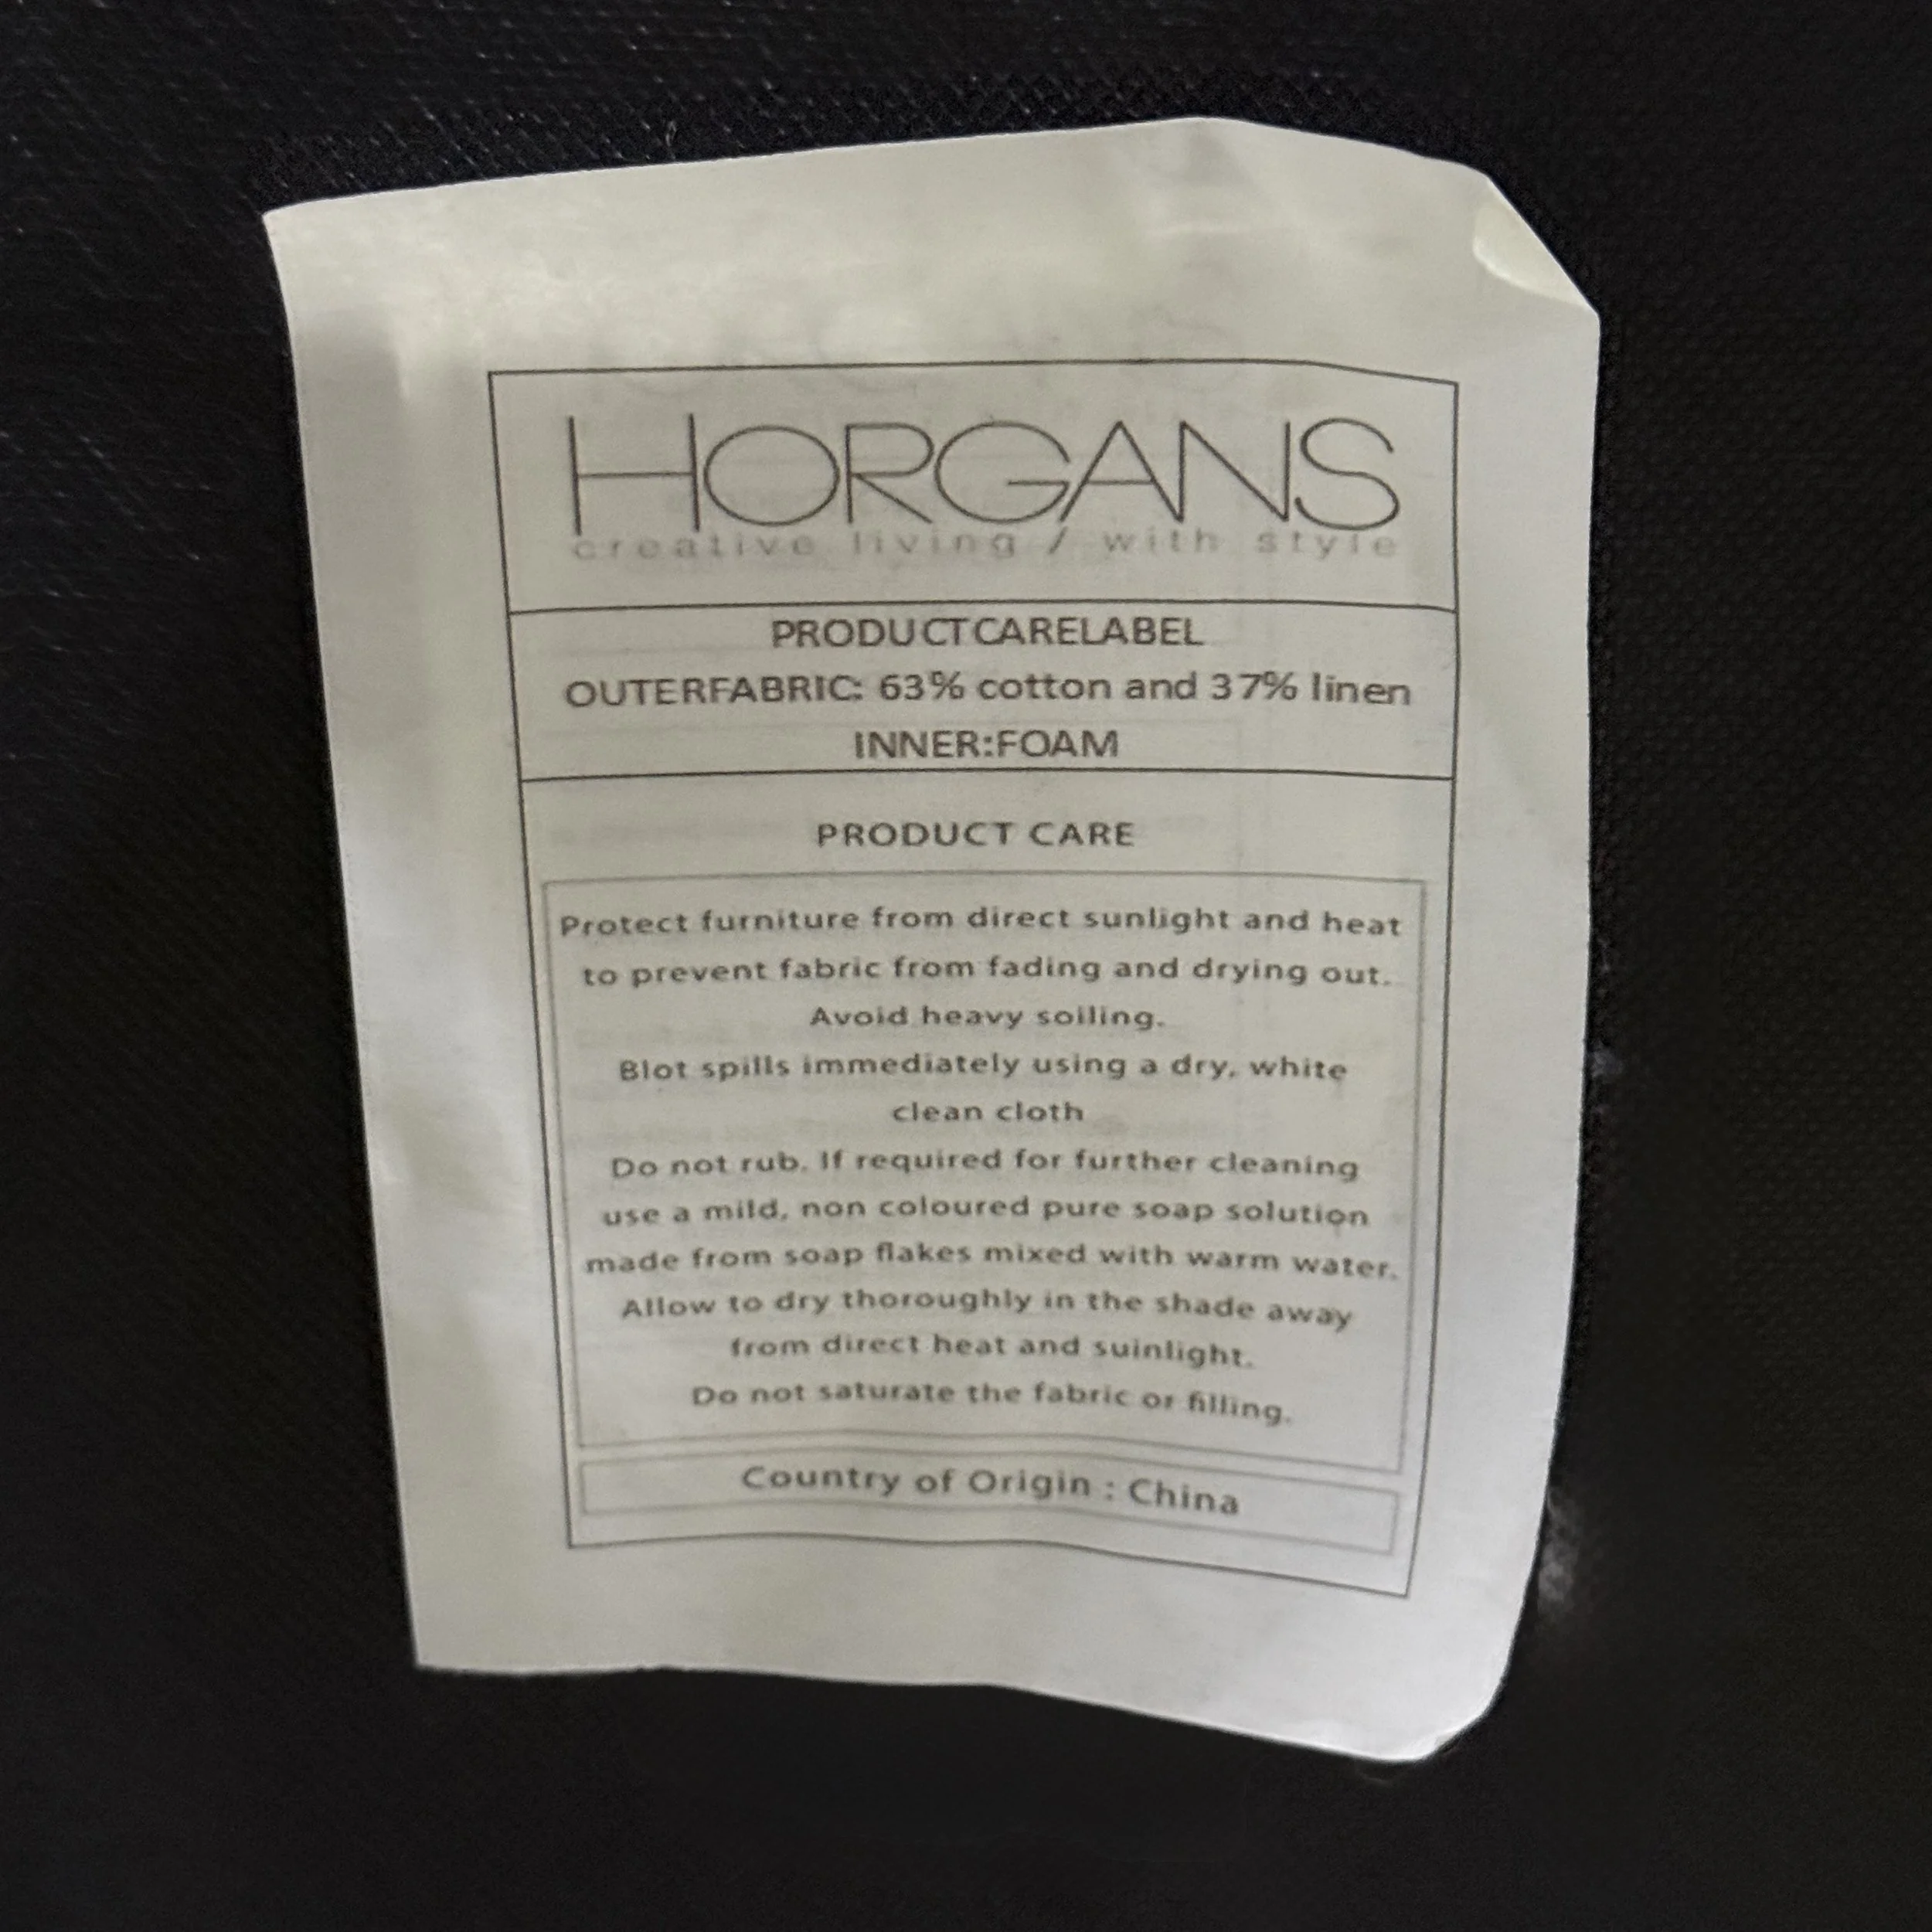 HORGANS
creative living / with style
PRODUCTCARELABEL
OUTERFABRIC: 63% cotton and 37% linen
INNER:FOAM
PRODUCT CARE
Protect furniture from direct sunlight and heat
to prevent fabric from fading and drying out.
Avoid heavy soiling.
Blot spills immediately using a dry, white
clean cloth
Do not rub. If required for further cleaning
use a mild, non coloured pure soap solution
made from soap flakes mixed with warm water.
Allow to dry thoroughly in the shade away
from direct heat and suinlight.
Do not saturate the fabric or filling.
Country of Origin : China